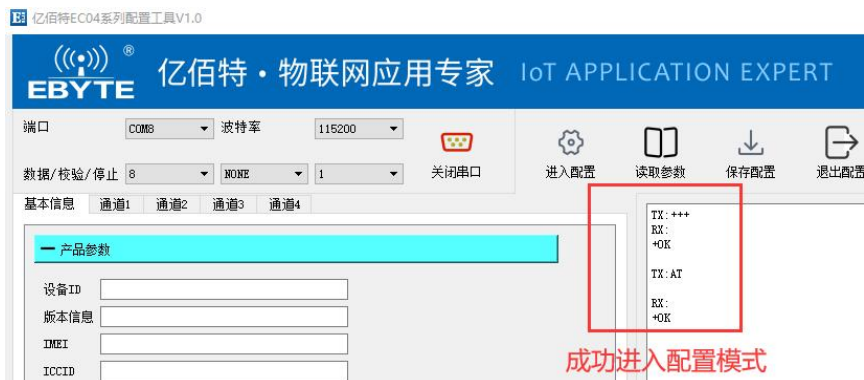 亿佰特EC04系列配置工具V1.0
(((•))) ®
EBYTE 亿佰特·物联网应用专家 IoT APPLICATION EXPERT
端口 COM8 波特率 115200
数据/校验/停止 8 NONE 1 关闭串口 进入配置 读取参数 保存配置 退出配置
基本信息 通道1 通道2 通道3 通道4
TX:+++
RX:
+OK
TX:AT
RX:
+OK
一 产品参数
设备ID
版本信息
IMEI
ICCID
成功进入配置模式